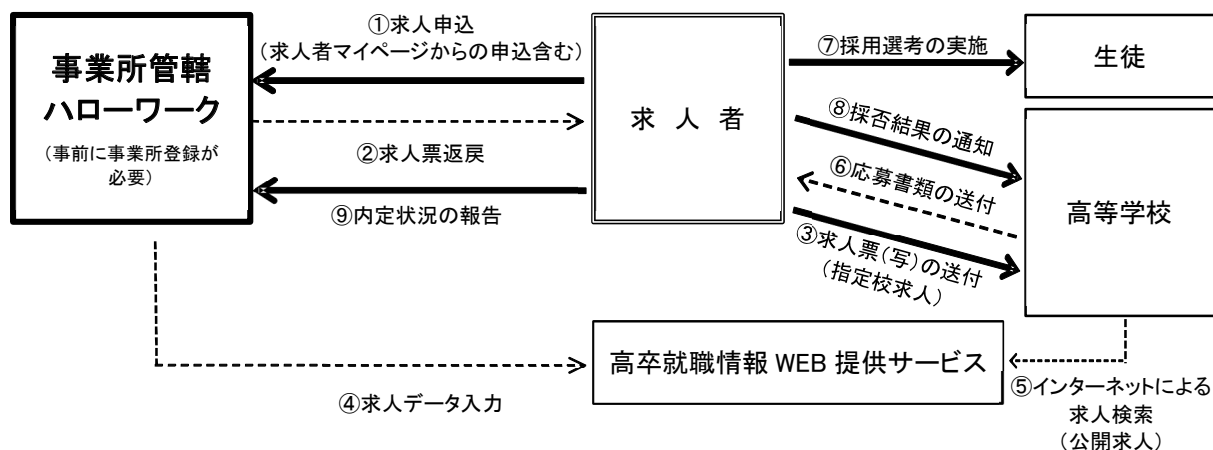 ①求人申込
(求人者マイページからの申込含む)
事業所管轄
ハローワーク
(事前に事業所登録が
必要)
②求人票返戻
⑨内定状況の報告
求 人 者
⑦採用選考の実施
生徒
⑧採否結果の通知
⑥応募書類の送付
③求人票(写)の送付
(指定校求人)
高等学校
高卒就職情報 WEB 提供サービス
④求人データ入力
⑤インターネットによる
求人検索
(公開求人)